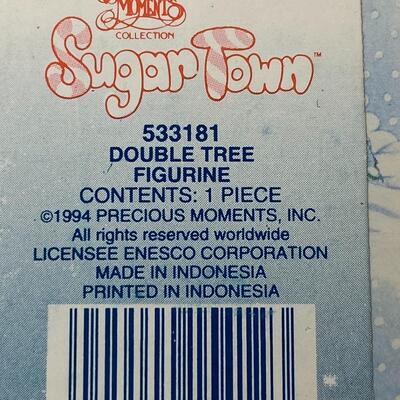 MOMENTS
COLLECTION
Sugar Town™
533181
DOUBLE TREE
FIGURINE
CONTENTS: 1 PIECE
©1994 PRECIOUS MOMENTS, INC.
All rights reserved worldwide
LICENSEE ENESCO CORPORATION
MADE IN INDONESIA
PRINTED IN INDONESIA